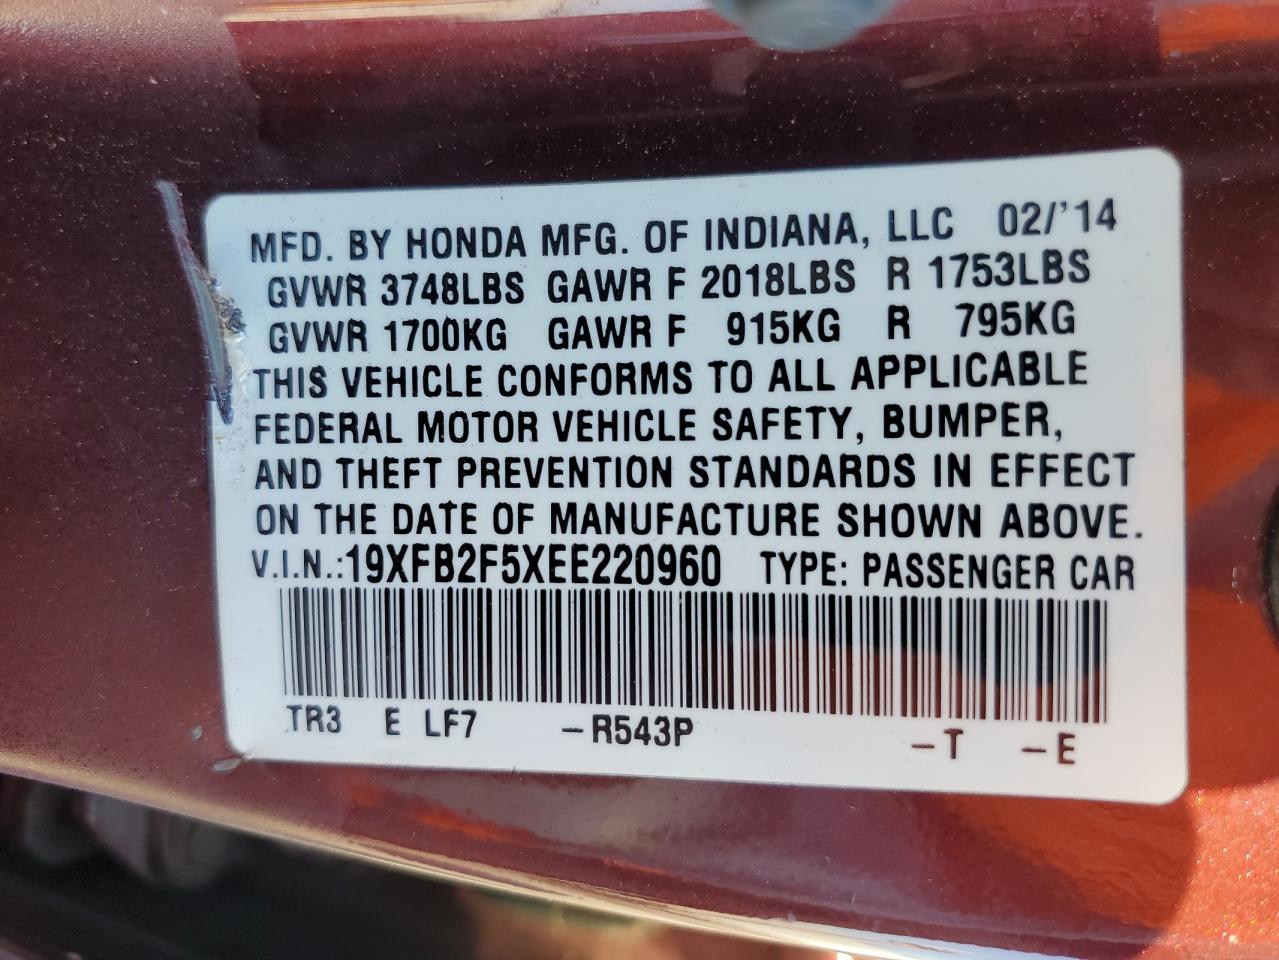 MFD. BY HONDA MFG. OF INDIANA, LLC 02/'14
GVWR 3748LBS GAWR F 2018LBS R 1753LBS
GVWR 1700KG GAWR F 915KG R 795KG
THIS VEHICLE CONFORMS TO ALL APPLICABLE
FEDERAL MOTOR VEHICLE SAFETY, BUMPER,
AND THEFT PREVENTION STANDARDS IN EFFECT
ON THE DATE OF MANUFACTURE SHOWN ABOVE.
V.I.N.:19XFB2F5XEE220960 TYPE: PASSENGER CAR
TR3 E LF7 -R543P -T -E